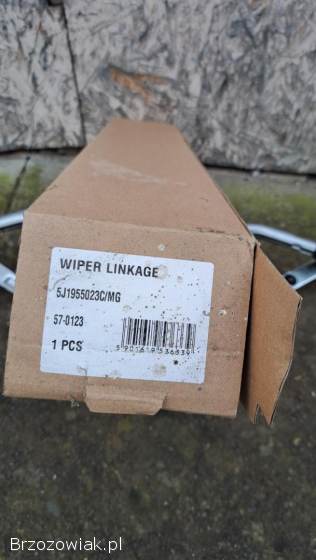 WIPER LINKAGE
5J1955023C/MG
57-0123
1 PCS
Brzozowiak.pl